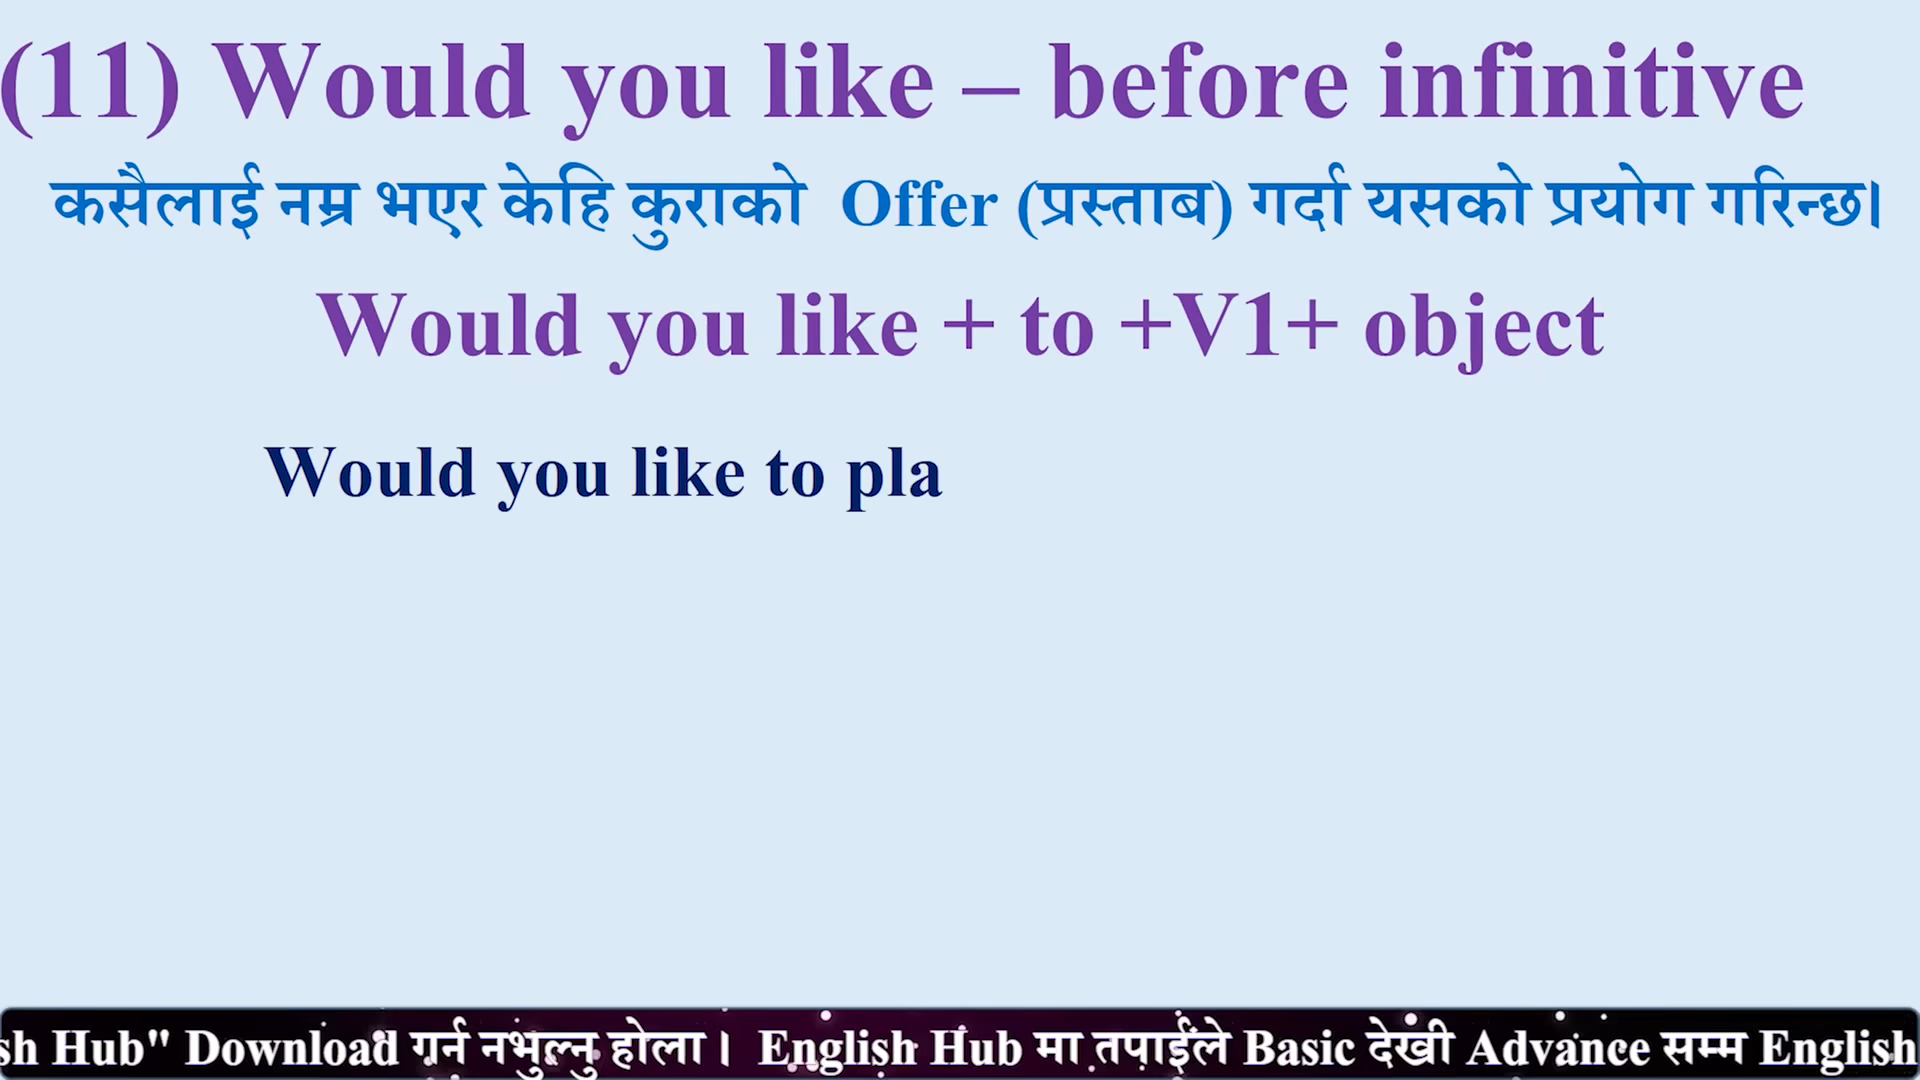 (11) Would you like – before infinitive
कसैलाई नम्र भएर केहि कुराको Offer (प्रस्ताब) गर्दा यसको प्रयोग गरिन्छ।
Would you like + to +V1+ object
Would you like to pla
sh Hub" Download गर्न नभुल्नु होला। English Hub मा तपाईंले Basic देखी Advance सम्म English